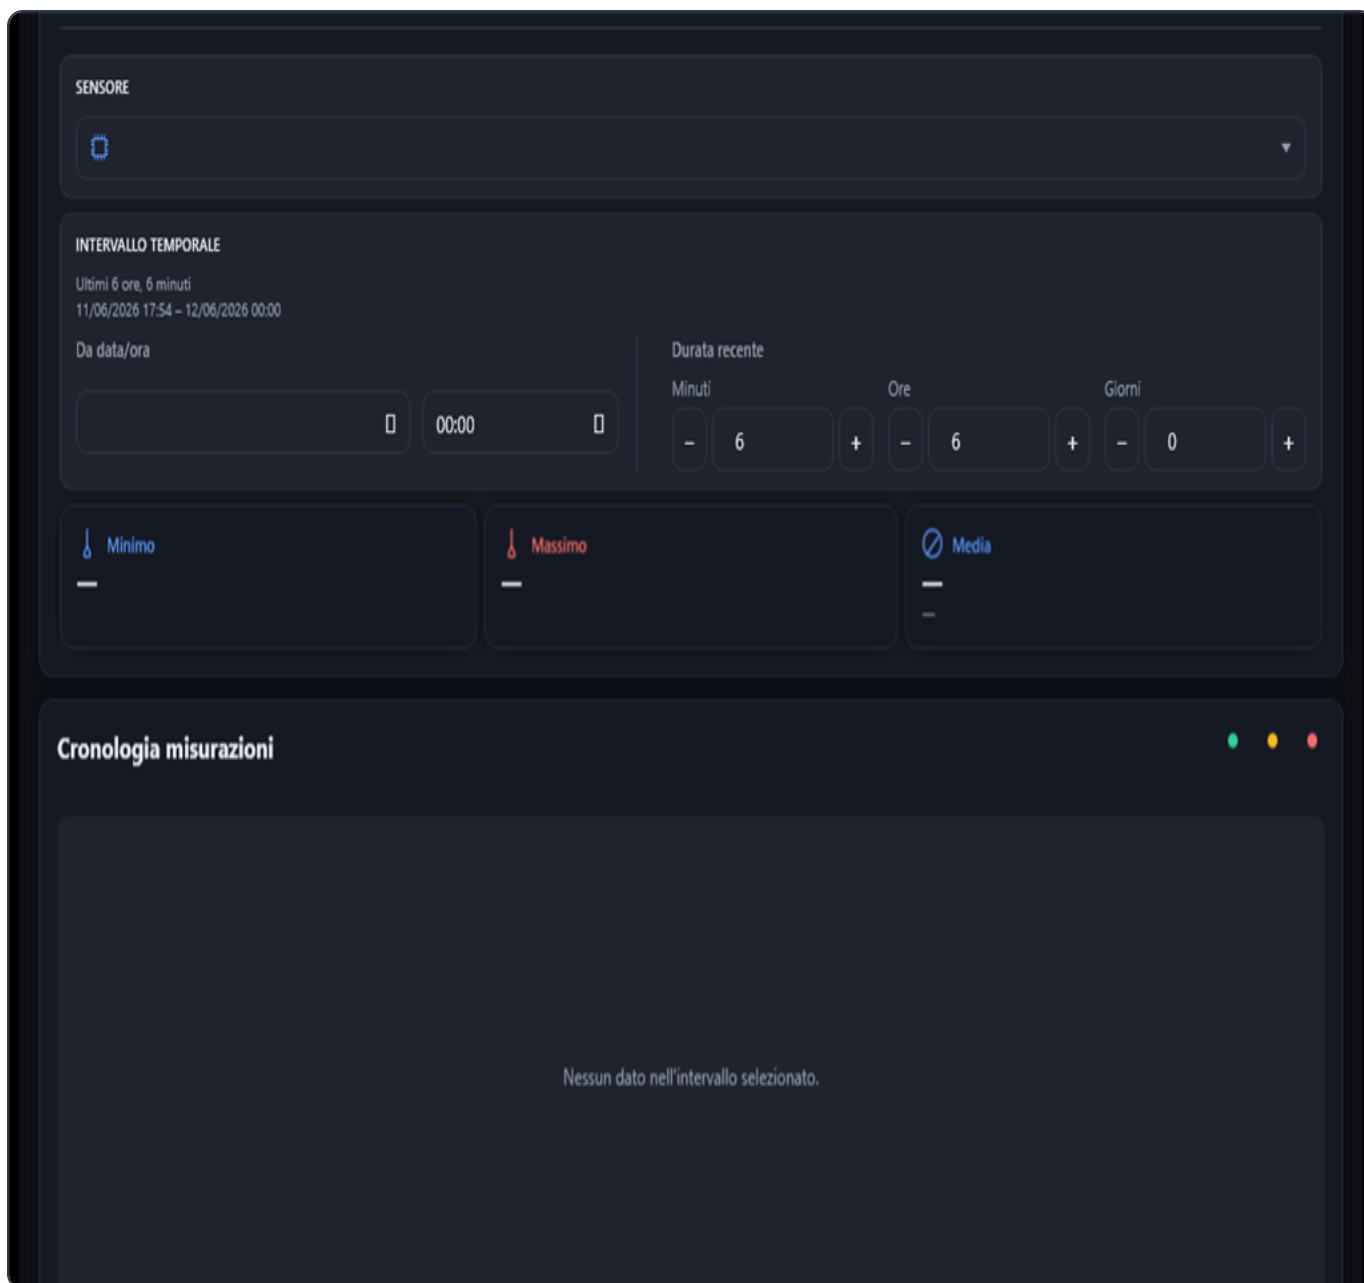 SENSORE
INTERVALLO TEMPORALE
Ultimi 6 ore, 6 minuti
11/06/2026 17:54 – 12/06/2026 00:00
Da data/ora
00:00
Durata recente
Minuti
Ore
Giorni
– 6 +
– 6 +
– 0 +
Minimo
—
Massimo
—
Media
—
—
Cronologia misurazioni
Nessun dato nell'intervallo selezionato.